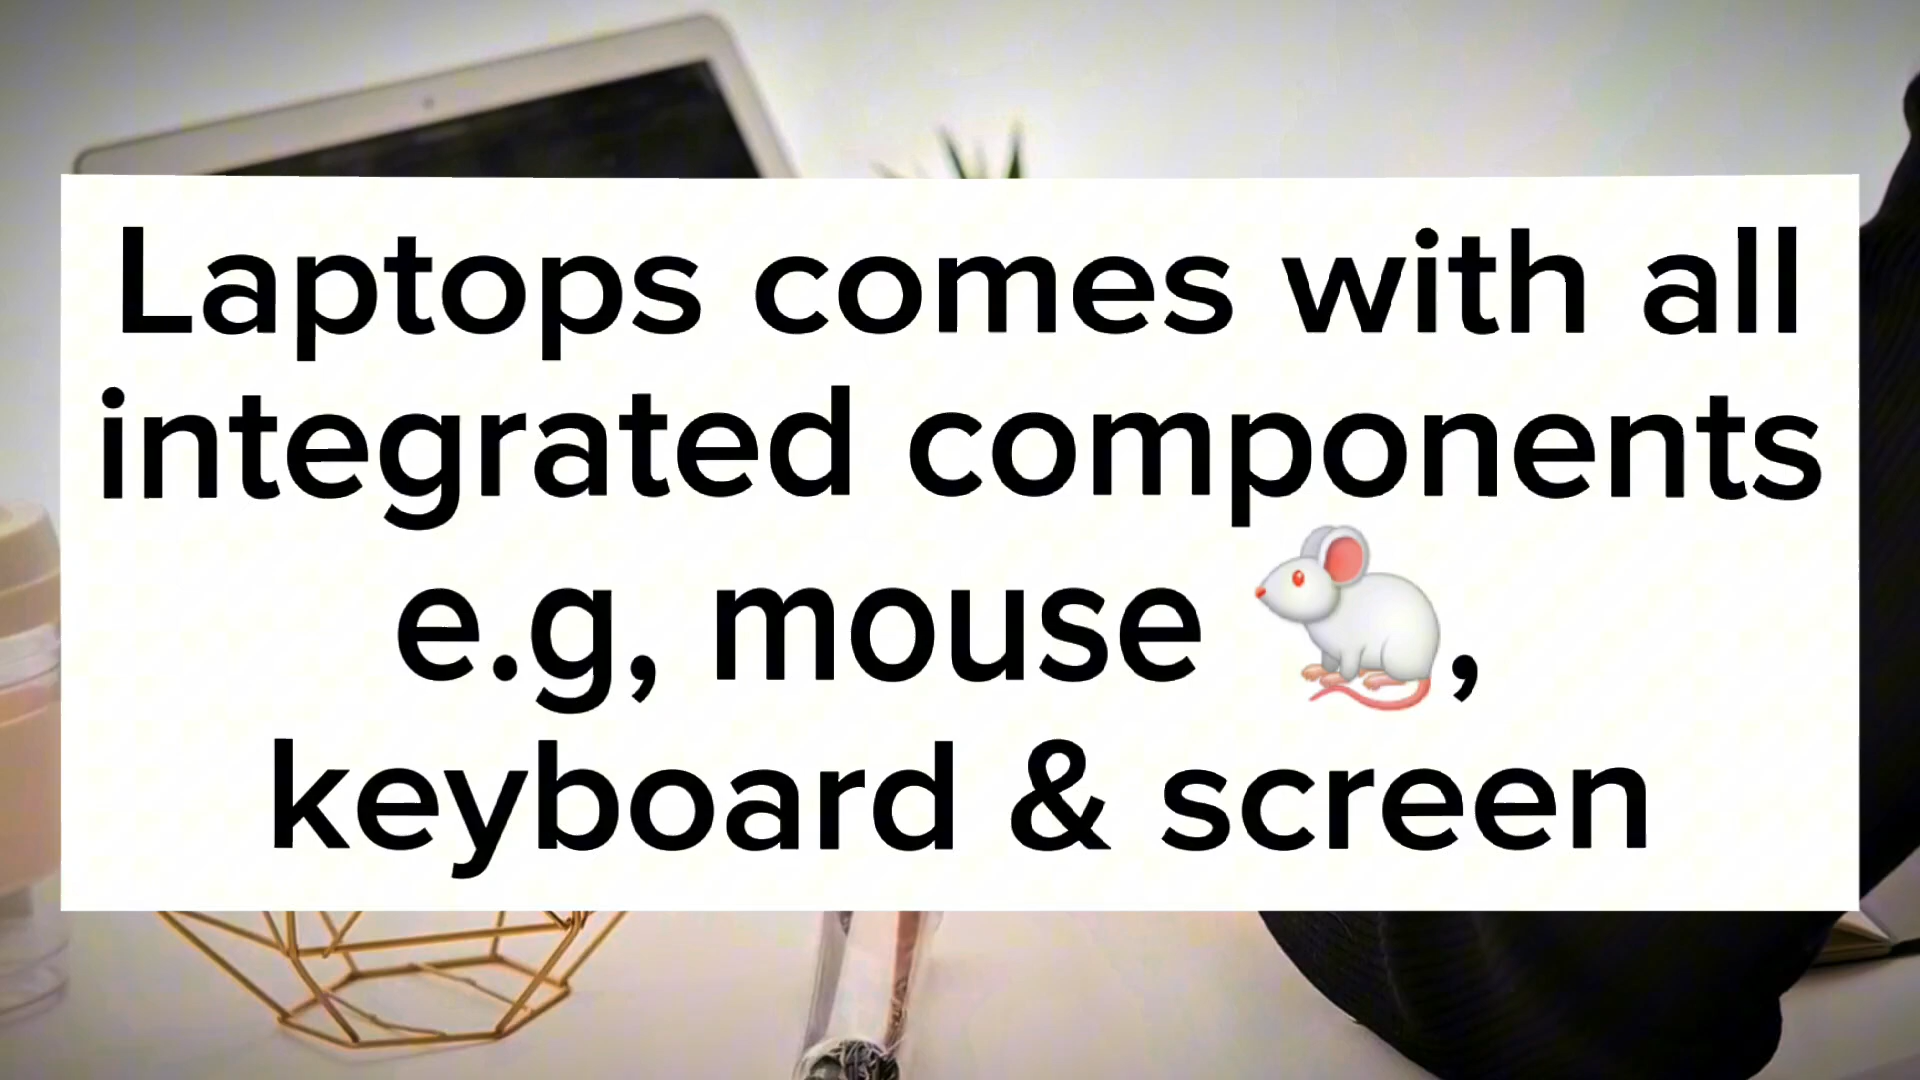 Laptops comes with all
integrated components
e.g, mouse 🐁,
keyboard & screen